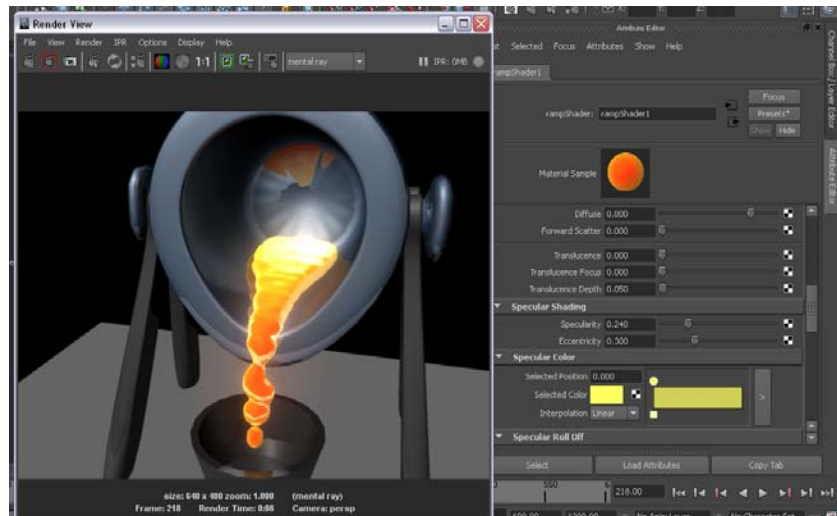 Render View
File View Render IPR Options Display Help
1:1 mental ray IPR: 0MB
size: 640 x 480 zoom: 1.000 (mental ray)
Frame: 218 Render Time: 0:08 Camera: persp
Attribute Editor
Selected Focus Attributes Show Help
rampShader1
Focus
rampShader: rampShader1
Presets*
Show Hide
Material Sample
Diffuse 0.000
Forward Scatter 0.000
Translucence 0.000
Translucence Focus 0.000
Translucence Depth 0.050
Specular Shading
Specularity 0.240
Eccentricity 0.300
Specular Color
Selected Position 0.000
Selected Color
Interpolation Linear
>
Specular Roll Off
Select Load Attributes Copy Tab
218.00
Channel Box / Layer Editor
Attribute Editor